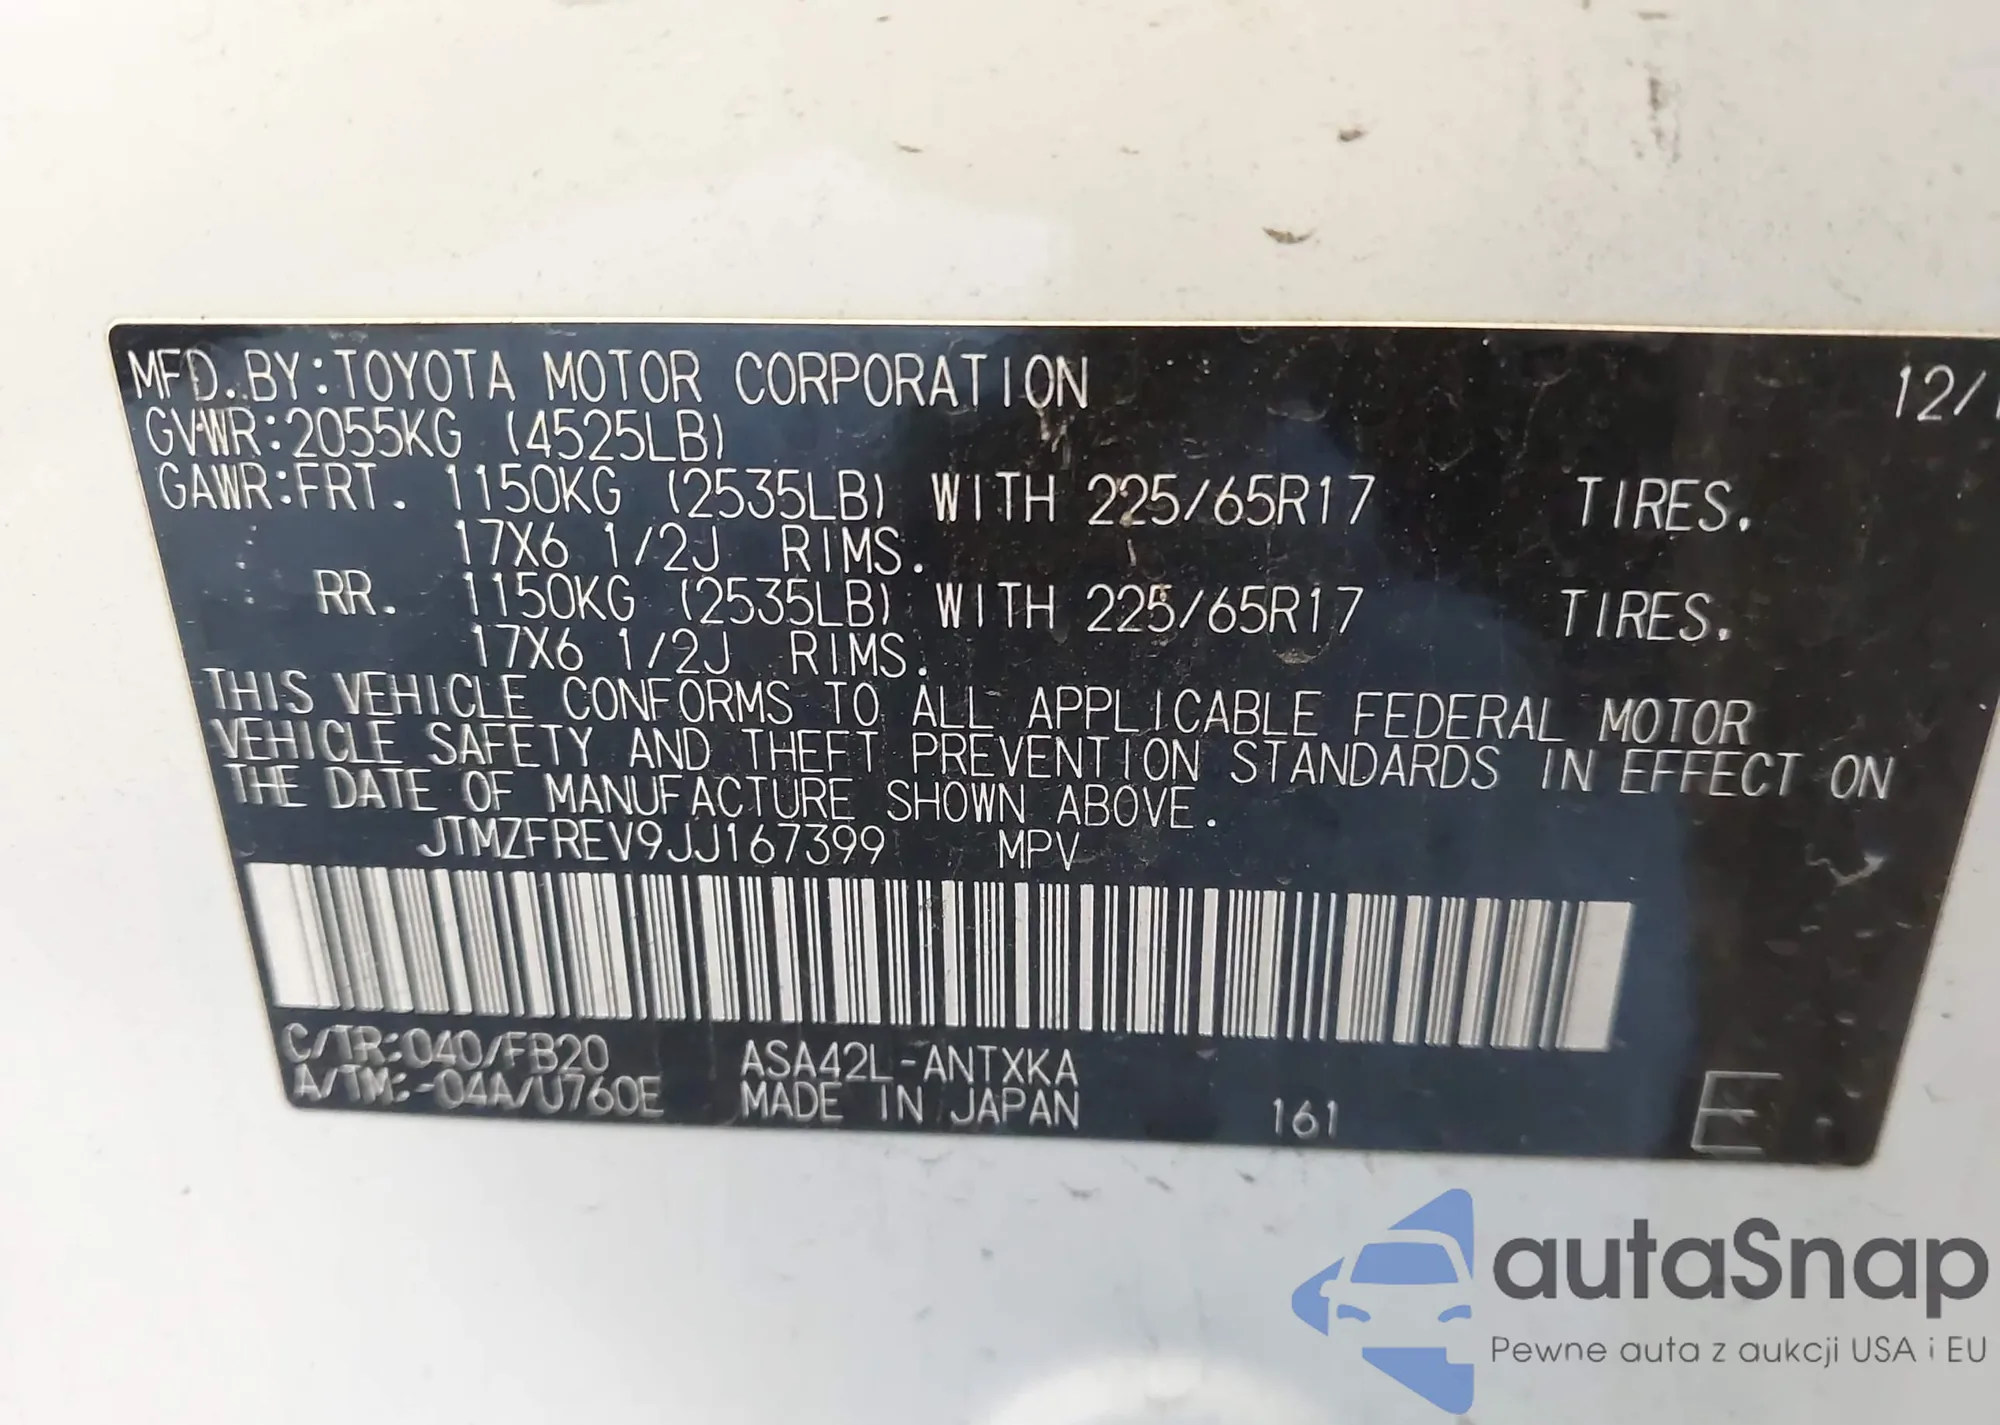 MFD. BY:TOYOTA MOTOR CORPORATION 12/1
GVWR:2055KG (4525LB)
GAWR:FRT. 1150KG (2535LB) WITH 225/65R17 TIRES.
17X6 1/2J RIMS.
RR. 1150KG (2535LB) WITH 225/65R17 TIRES.
17X6 1/2J RIMS.
THIS VEHICLE CONFORMS TO ALL APPLICABLE FEDERAL MOTOR
VEHICLE SAFETY AND THEFT PREVENTION STANDARDS IN EFFECT ON
THE DATE OF MANUFACTURE SHOWN ABOVE.
JTMZFREV9JJ167399 MPV
C/TR:040/FB20 ASA42L-ANTXKA
A/TM:-04A/U760E MADE IN JAPAN 161 E
autaSnap
Pewne auta z aukcji USA i EU